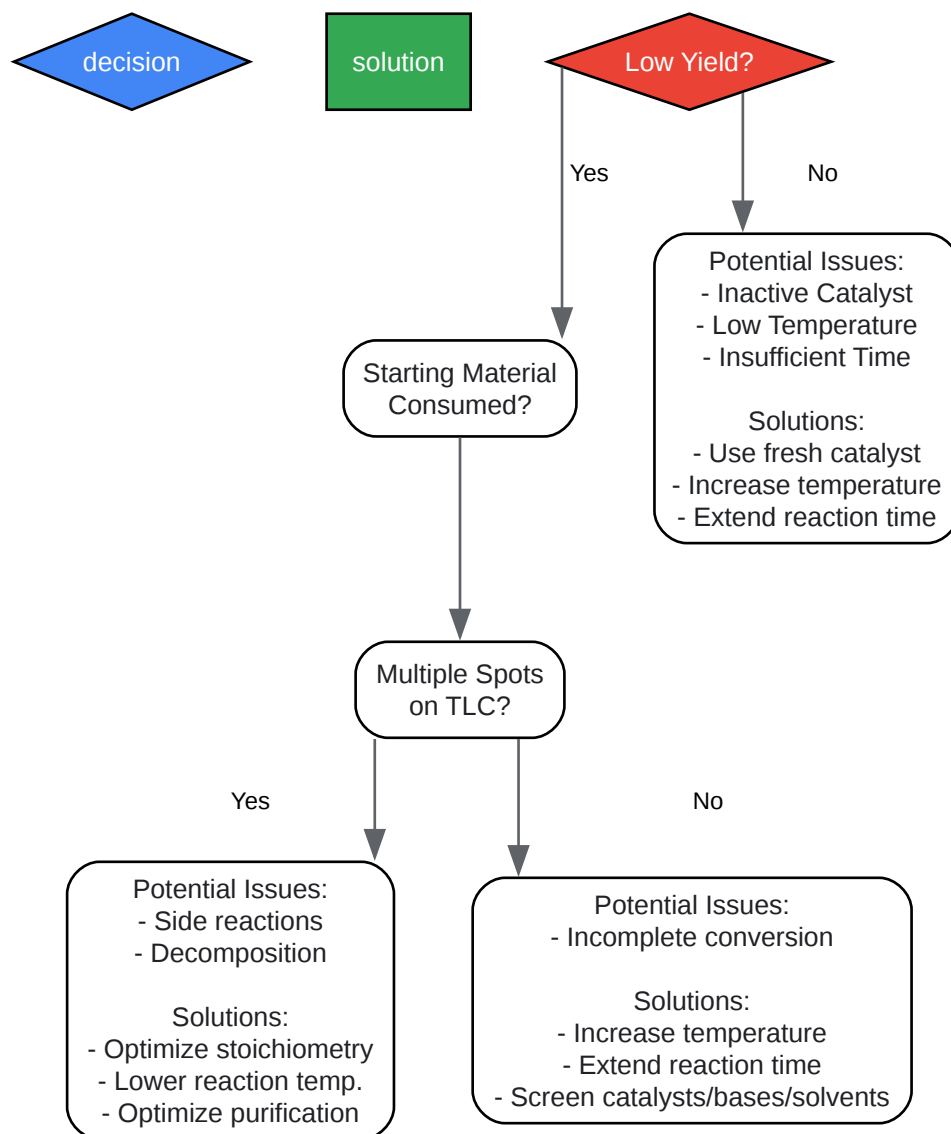 decision
solution
Low Yield?
Yes
No
Potential Issues:
- Inactive Catalyst
- Low Temperature
- Insufficient Time
Solutions:
- Use fresh catalyst
- Increase temperature
- Extend reaction time
Starting Material
Consumed?
Multiple Spots
on TLC?
Yes
No
Potential Issues:
- Side reactions
- Decomposition
Solutions:
- Optimize stoichiometry
- Lower reaction temp.
- Optimize purification
Potential Issues:
- Incomplete conversion
Solutions:
- Increase temperature
- Extend reaction time
- Screen catalysts/bases/solvents